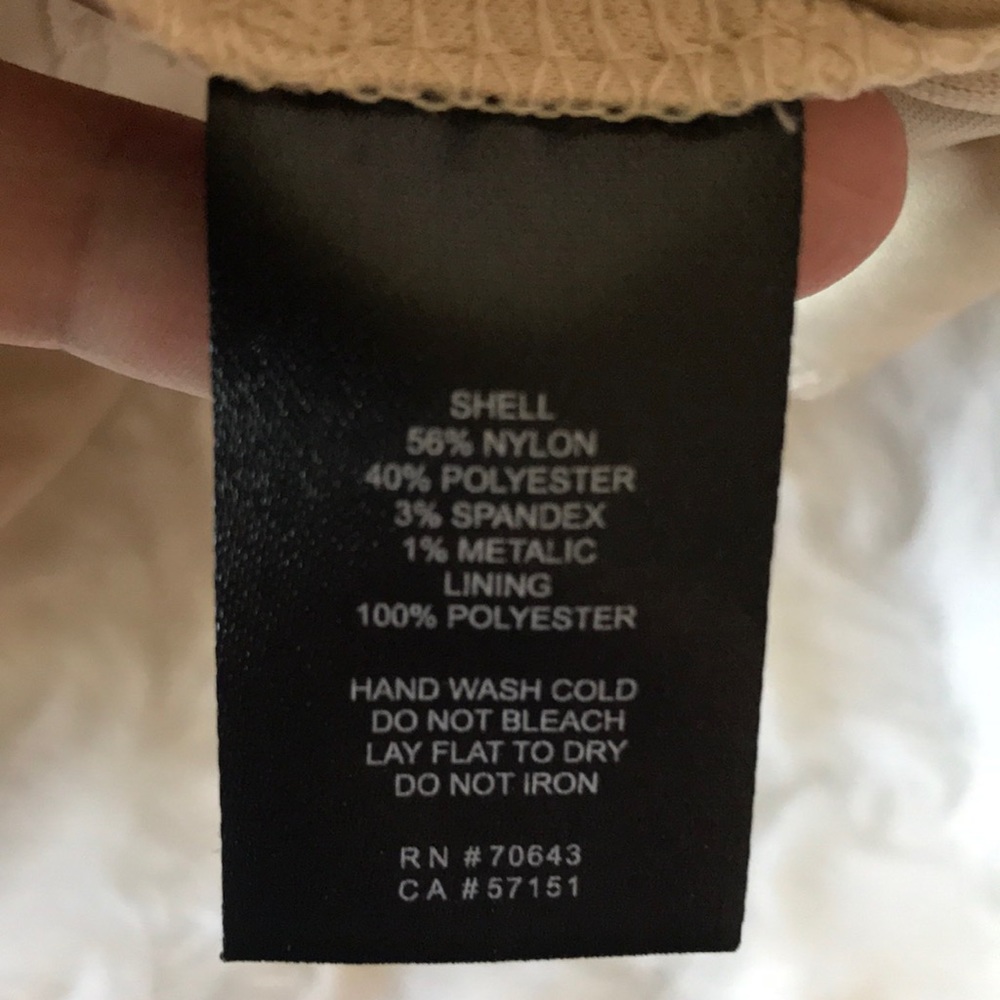 SHELL
56% NYLON
40% POLYESTER
3% SPANDEX
1% METALIC
LINING
100% POLYESTER
HAND WASH COLD
DO NOT BLEACH
LAY FLAT TO DRY
DO NOT IRON
RN #70643
CA #57151